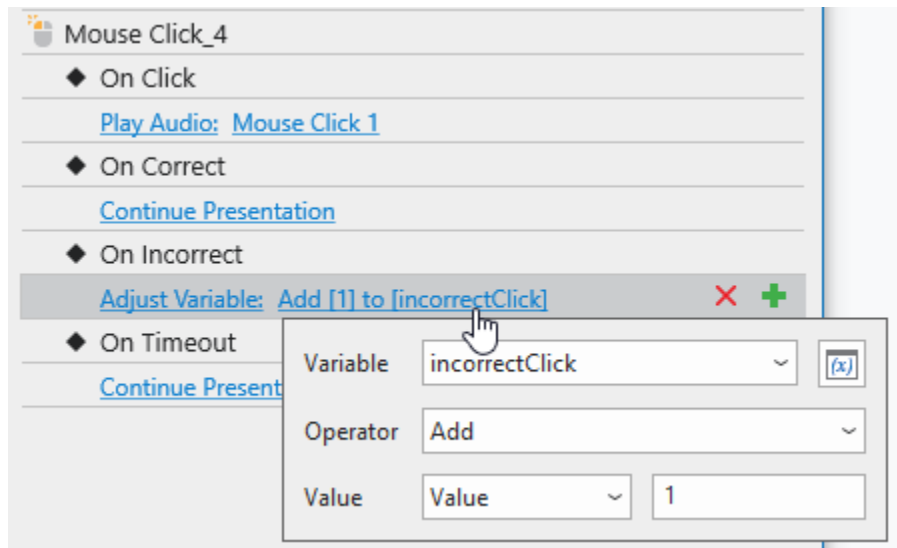 Mouse Click_4
On Click
Play Audio: Mouse Click 1
On Correct
Continue Presentation
On Incorrect
Adjust Variable: Add [1] to [incorrectClick]
On Timeout
Continue Present
Variable incorrectClick (x)
Operator Add
Value Value 1